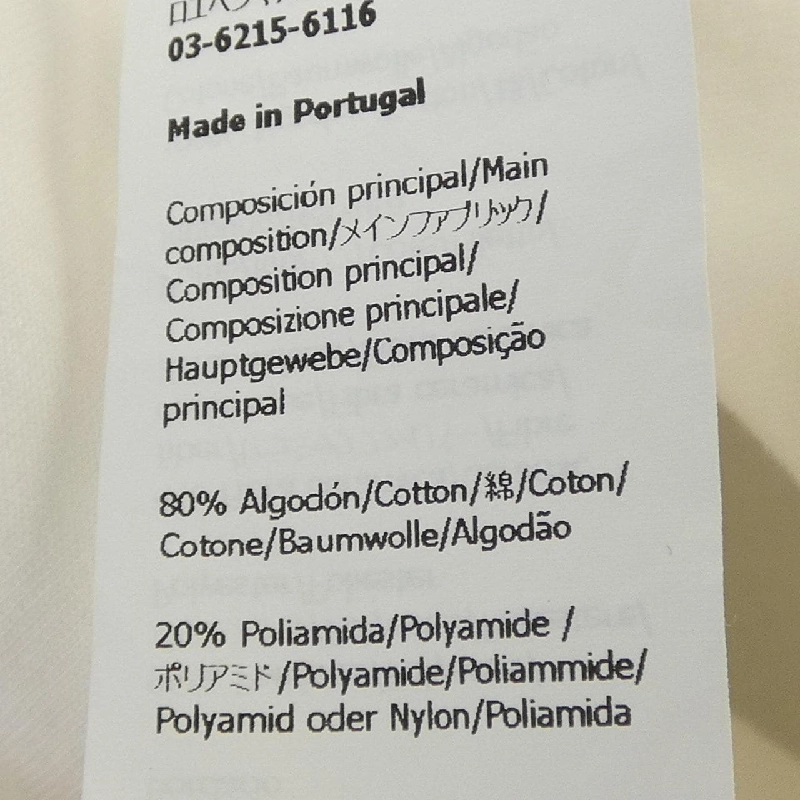 03-6215-6116
Made in Portugal
Composición principal/Main
composition/メインファブリック/
Composition principal/
Composizione principale/
Hauptgewebe/Composição
principal
80% Algodón/Cotton/綿/Coton/
Cotone/Baumwolle/Algodão
20% Poliamida/Polyamide /
ポリアミド/Polyamide/Poliammide/
Polyamid oder Nylon/Poliamida